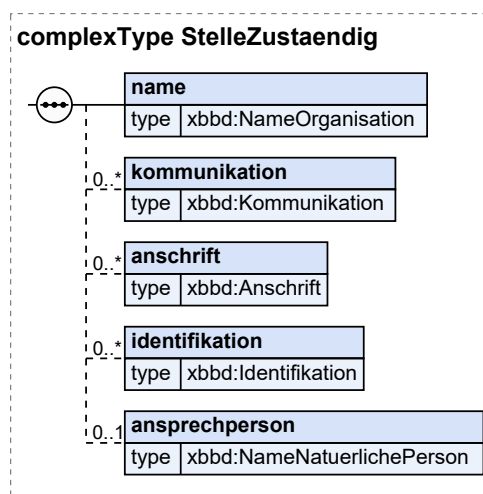 complexType StelleZustaendig
name
type xbbd:NameOrganisation
0..* kommunikation
type xbbd:Kommunikation
0..* anschrift
type xbbd:Anschrift
0..* identifikation
type xbbd:Identifikation
0..1 ansprechperson
type xbbd:NameNatuerlichePerson